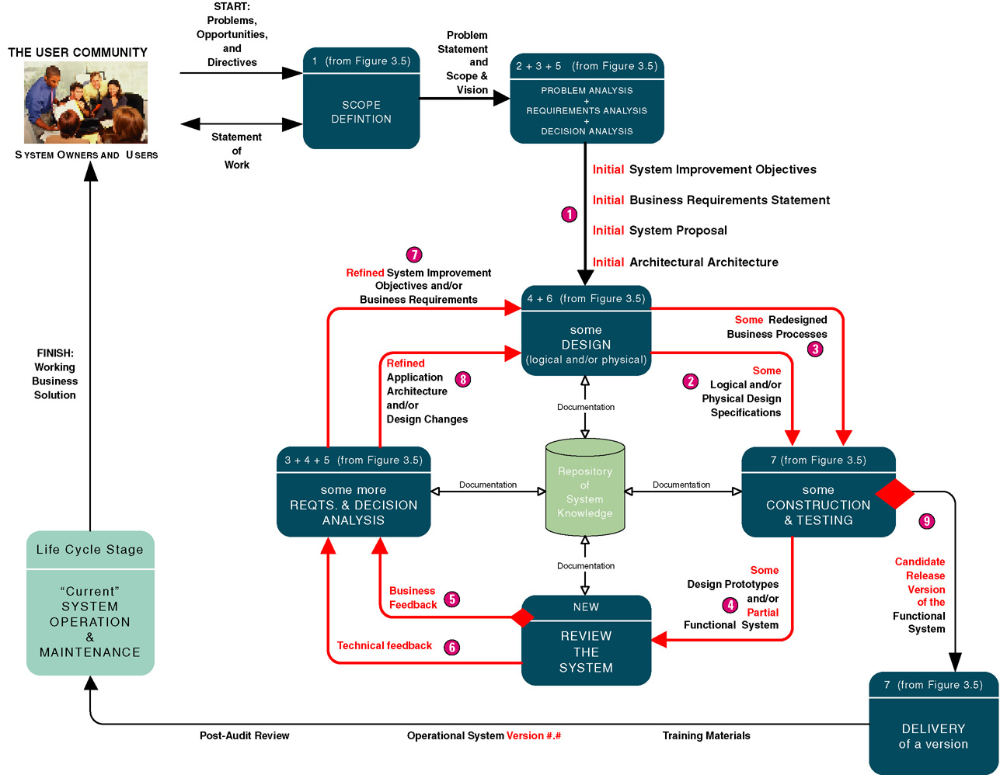 START:
Problems,
Opportunities,
and
Directives
THE USER COMMUNITY
SYSTEM OWNERS AND USERS
Statement
of
Work
1 (from Figure 3.5)
SCOPE
DEFINTION
Problem
Statement
and
Scope &
Vision
2 + 3 + 5 (from Figure 3.5)
PROBLEM ANALYSIS
+
REQUIREMENTS ANALYSIS
+
DECISION ANALYSIS
1
Initial System Improvement Objectives
Initial Business Requirements Statement
Initial System Proposal
Initial Architectural Architecture
7
Refined System Improvement
Objectives and/or
Business Requirements
4 + 6 (from Figure 3.5)
some
DESIGN
(logical and/or physical)
Some Redesigned
Business Processes
3
Refined
Application
Architecture
and/or
Design Changes
8
2
Some
Logical and/or
Physical Design
Specifications
FINISH:
Working
Business
Solution
Documentation
3 + 4 + 5 (from Figure 3.5)
some more
REQTS. & DECISION
ANALYSIS
Documentation
Repository
of
System
Knowledge
Documentation
7 (from Figure 3.5)
some
CONSTRUCTION
& TESTING
9
Documentation
Candidate
Release
Version
of the
Functional
System
Some
Design Prototypes
and/or
Partial
Functional System
4
Business
Feedback
5
Technical feedback
6
NEW
REVIEW
THE
SYSTEM
Life Cycle Stage
“Current”
SYSTEM
OPERATION
&
MAINTENANCE
7 (from Figure 3.5)
DELIVERY
of a version
Post-Audit Review
Operational System Version #.#
Training Materials